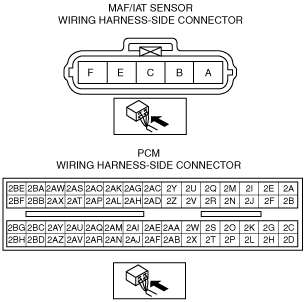 MAF/IAT SENSOR
WIRING HARNESS-SIDE CONNECTOR
F E C B A
PCM
WIRING HARNESS-SIDE CONNECTOR
2BE 2BA 2AW 2AS 2AO 2AK 2AG 2AC 2Y 2U 2Q 2M 2I 2E 2A
2BF 2BB 2AX 2AT 2AP 2AL 2AH 2AD 2Z 2V 2R 2N 2J 2F 2B
2BG 2BC 2AY 2AU 2AQ 2AM 2AI 2AE 2AA 2W 2S 2O 2K 2G 2C
2BH 2BD 2AZ 2AV 2AR 2AN 2AJ 2AF 2AB 2X 2T 2P 2L 2H 2D